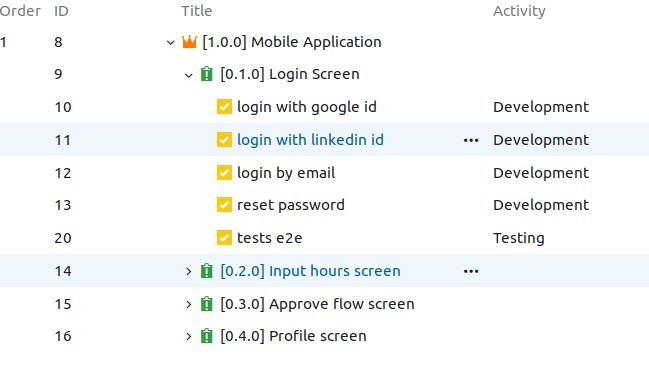 Order ID Title Activity
1 8 [1.0.0] Mobile Application
9 [0.1.0] Login Screen
10 login with google id Development
11 login with linkedin id ••• Development
12 login by email Development
13 reset password Development
20 tests e2e Testing
14 [0.2.0] Input hours screen •••
15 [0.3.0] Approve flow screen
16 [0.4.0] Profile screen